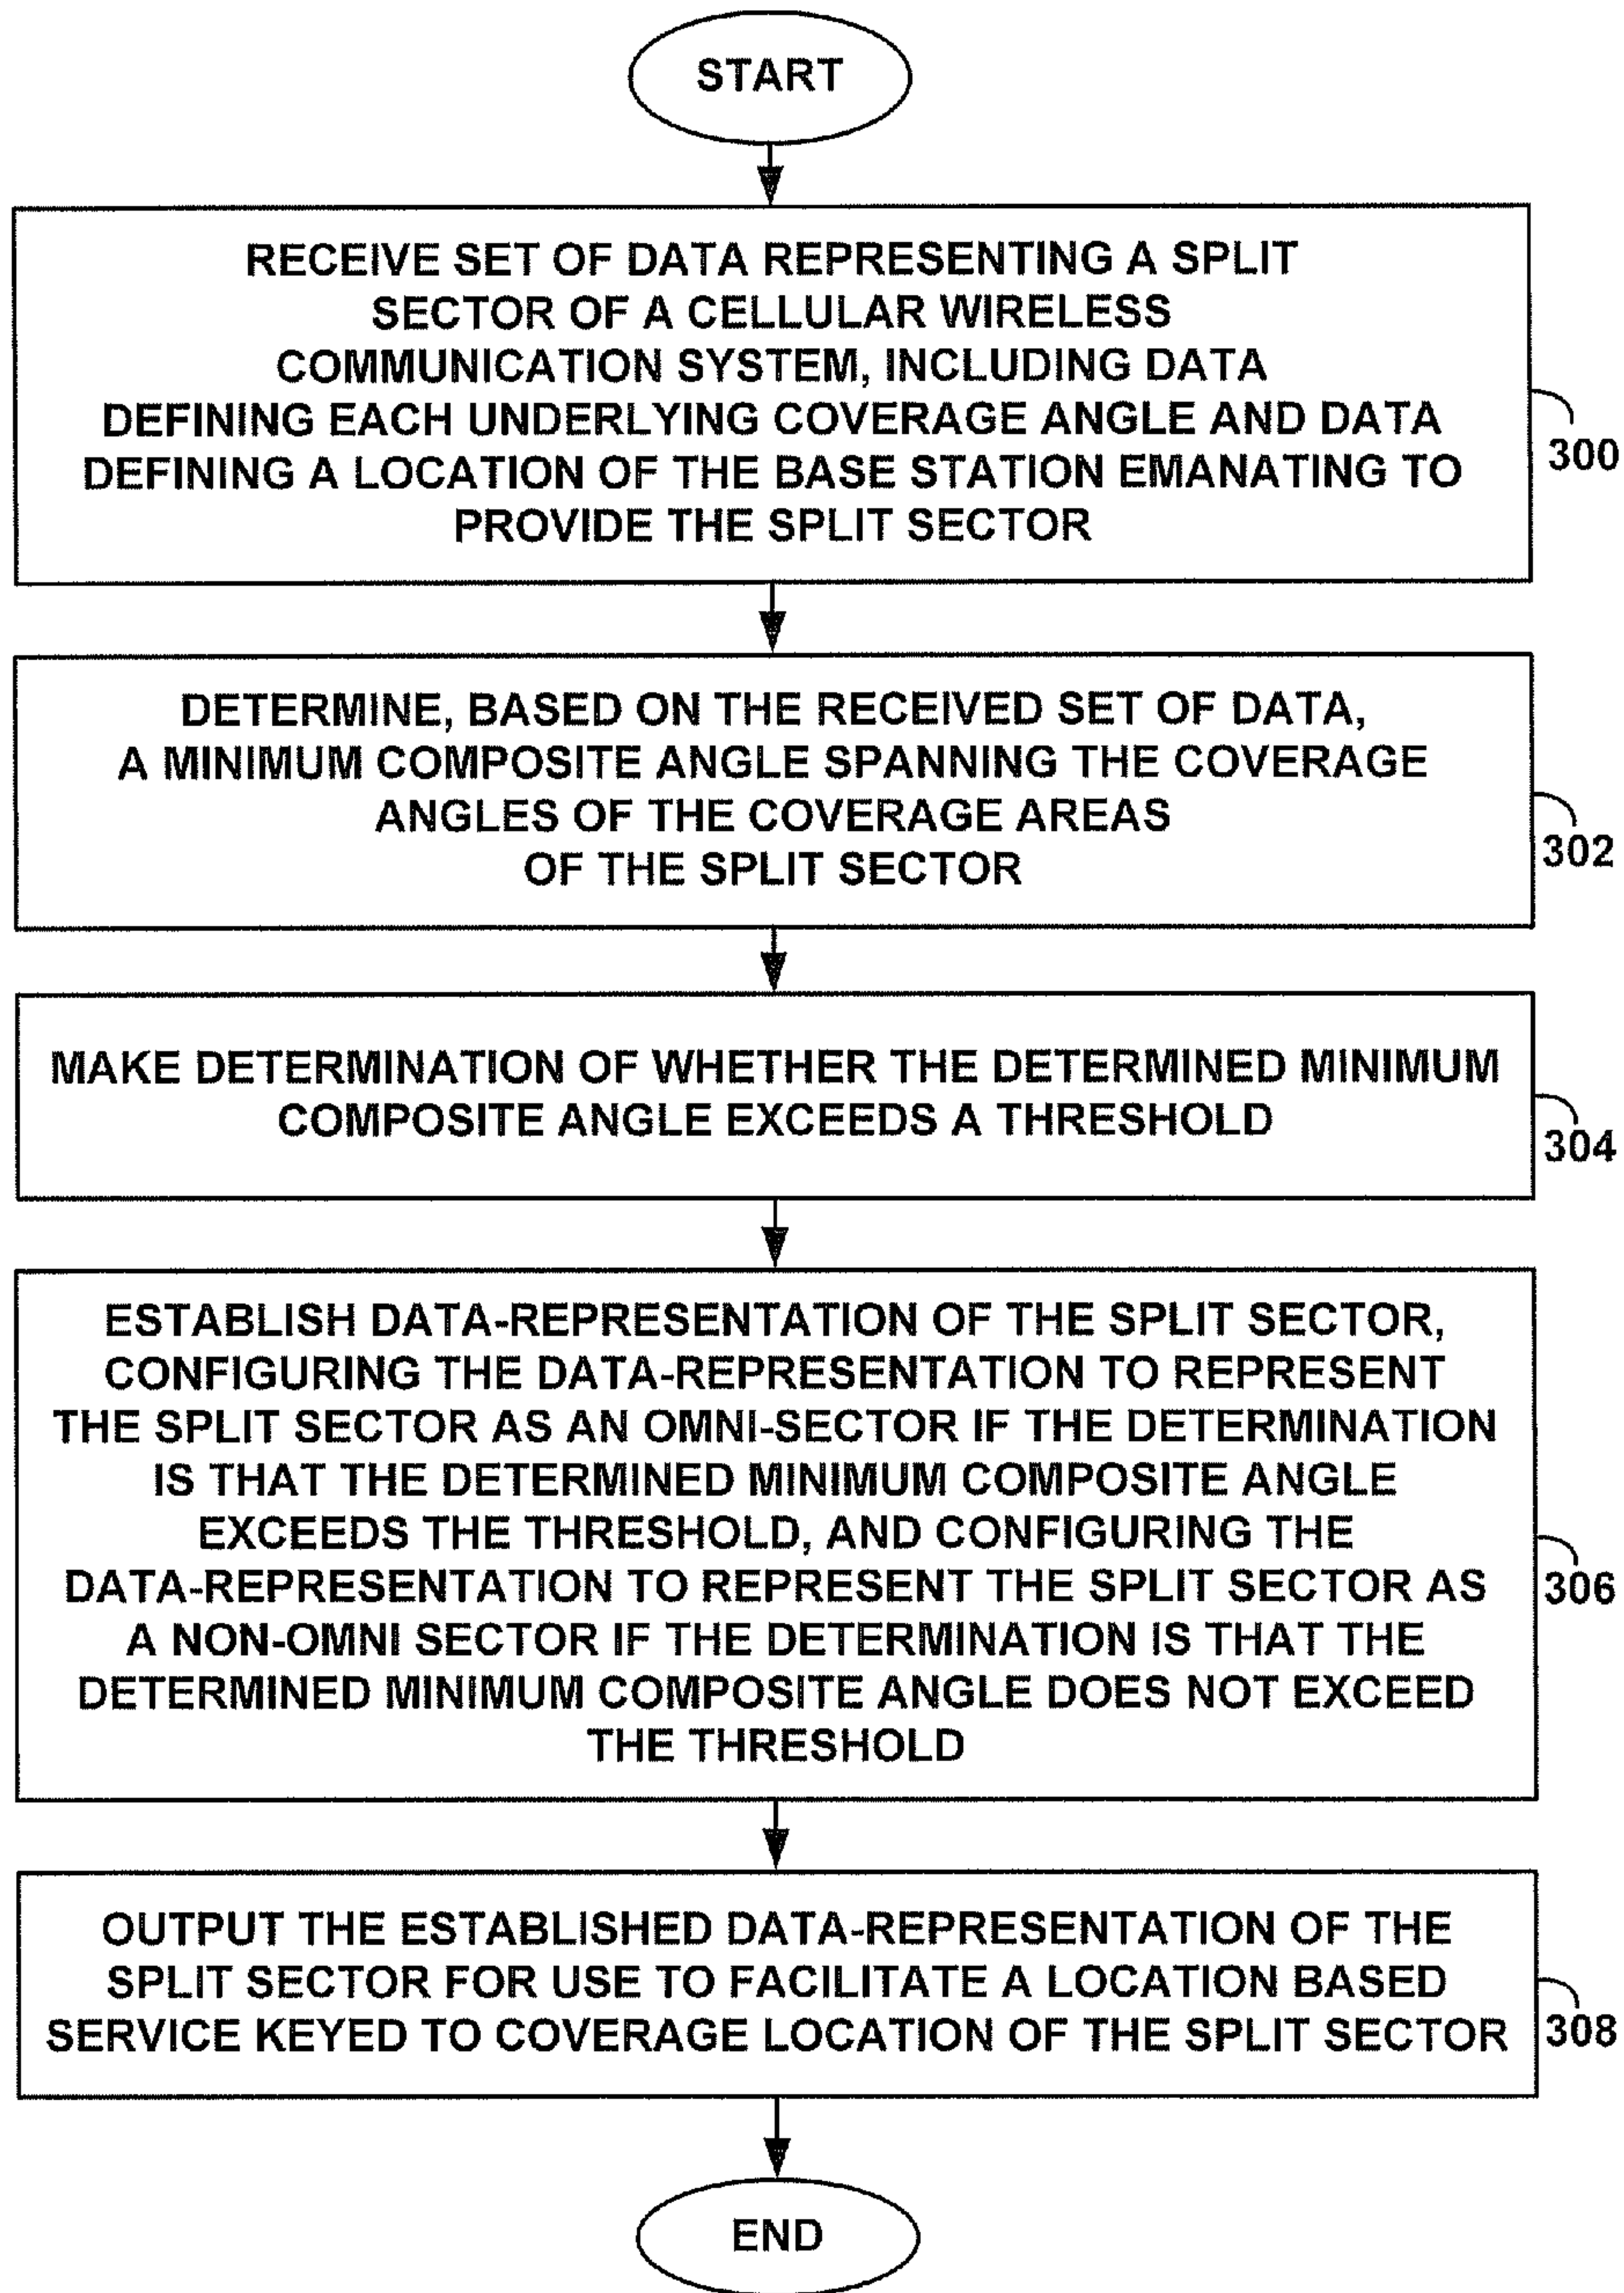 START
RECEIVE SET OF DATA REPRESENTING A SPLIT
SECTOR OF A CELLULAR WIRELESS
COMMUNICATION SYSTEM, INCLUDING DATA
DEFINING EACH UNDERLYING COVERAGE ANGLE AND DATA
DEFINING A LOCATION OF THE BASE STATION EMANATING TO
PROVIDE THE SPLIT SECTOR
300
DETERMINE, BASED ON THE RECEIVED SET OF DATA,
A MINIMUM COMPOSITE ANGLE SPANNING THE COVERAGE
ANGLES OF THE COVERAGE AREAS
OF THE SPLIT SECTOR
302
MAKE DETERMINATION OF WHETHER THE DETERMINED MINIMUM
COMPOSITE ANGLE EXCEEDS A THRESHOLD
304
ESTABLISH DATA-REPRESENTATION OF THE SPLIT SECTOR,
CONFIGURING THE DATA-REPRESENTATION TO REPRESENT
THE SPLIT SECTOR AS AN OMNI-SECTOR IF THE DETERMINATION
IS THAT THE DETERMINED MINIMUM COMPOSITE ANGLE
EXCEEDS THE THRESHOLD, AND CONFIGURING THE
DATA-REPRESENTATION TO REPRESENT THE SPLIT SECTOR AS
A NON-OMNI SECTOR IF THE DETERMINATION IS THAT THE
DETERMINED MINIMUM COMPOSITE ANGLE DOES NOT EXCEED
THE THRESHOLD
306
OUTPUT THE ESTABLISHED DATA-REPRESENTATION OF THE
SPLIT SECTOR FOR USE TO FACILITATE A LOCATION BASED
SERVICE KEYED TO COVERAGE LOCATION OF THE SPLIT SECTOR
308
END